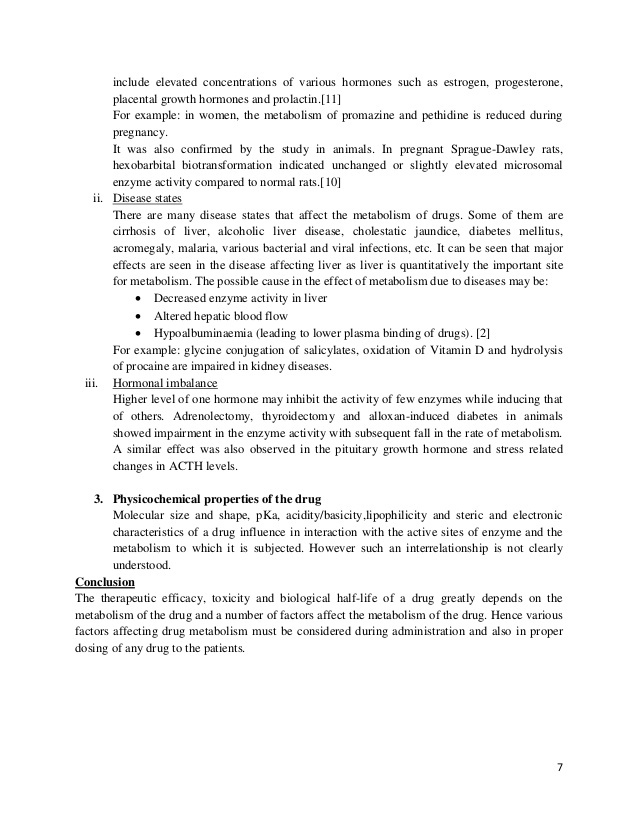 include elevated concentrations of various hormones such as estrogen, progesterone,
placental growth hormones and prolactin.[11]
For example: in women, the metabolism of promazine and pethidine is reduced during
pregnancy.
It was also confirmed by the study in animals. In pregnant Sprague-Dawley rats,
hexobarbital biotransformation indicated unchanged or slightly elevated microsomal
enzyme activity compared to normal rats.[10]
ii. Disease states
There are many disease states that affect the metabolism of drugs. Some of them are
cirrhosis of liver, alcoholic liver disease, cholestatic jaundice, diabetes mellitus,
acromegaly, malaria, various bacterial and viral infections, etc. It can be seen that major
effects are seen in the disease affecting liver as liver is quantitatively the important site
for metabolism. The possible cause in the effect of metabolism due to diseases may be:
• Decreased enzyme activity in liver
• Altered hepatic blood flow
• Hypoalbuminaemia (leading to lower plasma binding of drugs). [2]
For example: glycine conjugation of salicylates, oxidation of Vitamin D and hydrolysis
of procaine are impaired in kidney diseases.
iii. Hormonal imbalance
Higher level of one hormone may inhibit the activity of few enzymes while inducing that
of others. Adrenolectomy, thyroidectomy and alloxan-induced diabetes in animals
showed impairment in the enzyme activity with subsequent fall in the rate of metabolism.
A similar effect was also observed in the pituitary growth hormone and stress related
changes in ACTH levels.
3. Physicochemical properties of the drug
Molecular size and shape, pKa, acidity/basicity,lipophilicity and steric and electronic
characteristics of a drug influence in interaction with the active sites of enzyme and the
metabolism to which it is subjected. However such an interrelationship is not clearly
understood.
Conclusion
The therapeutic efficacy, toxicity and biological half-life of a drug greatly depends on the
metabolism of the drug and a number of factors affect the metabolism of the drug. Hence various
factors affecting drug metabolism must be considered during administration and also in proper
dosing of any drug to the patients.
7